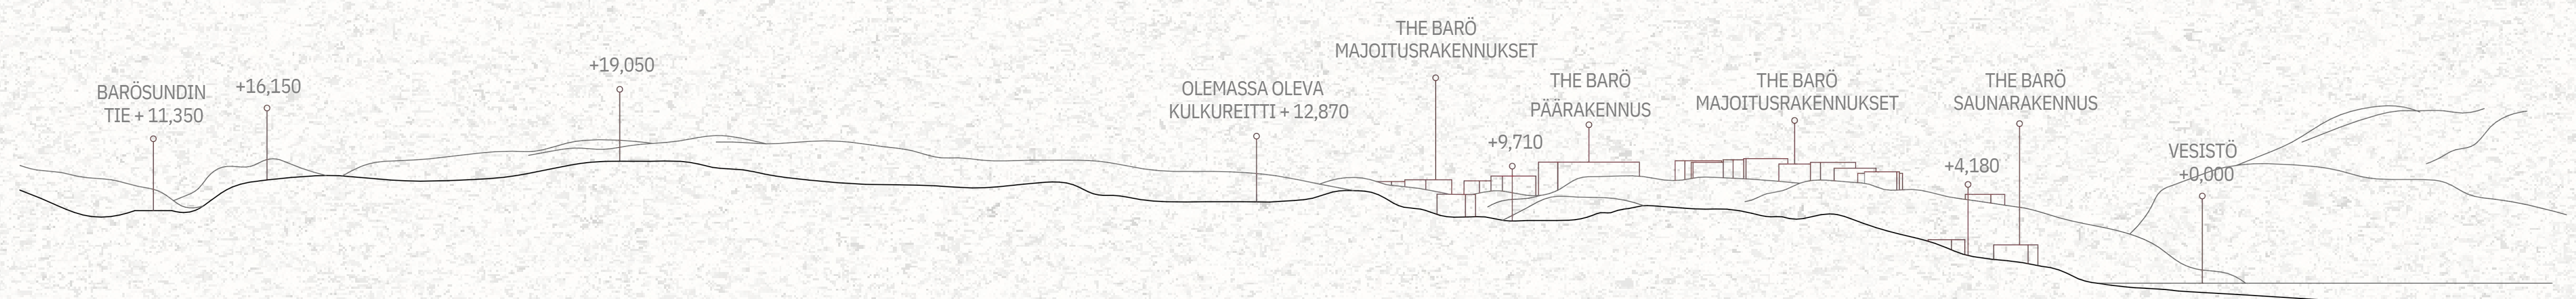 BARÖSUNDIN
TIE + 11,350
+16,150
+19,050
OLEMASSA OLEVA
KULKUREITTI + 12,870
THE BARÖ
MAJOITUSRAKENNUKSET
+9,710
THE BARÖ
PÄÄRAKENNUS
THE BARÖ
MAJOITUSRAKENNUKSET
+4,180
THE BARÖ
SAUNARAKENNUS
VESISTÖ
+0,000